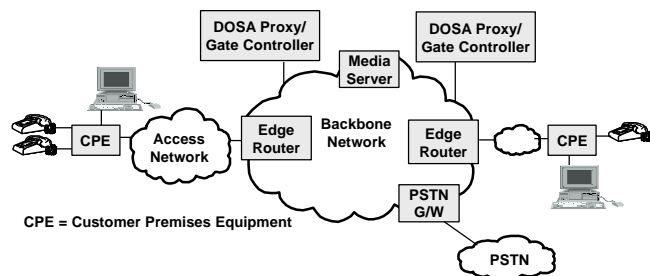 DOSA Proxy/
Gate Controller
DOSA Proxy/
Gate Controller
Media
Server
CPE
Access
Network
Edge
Router
Backbone
Network
Edge
Router
CPE
PSTN
G/W
CPE = Customer Premises Equipment
PSTN